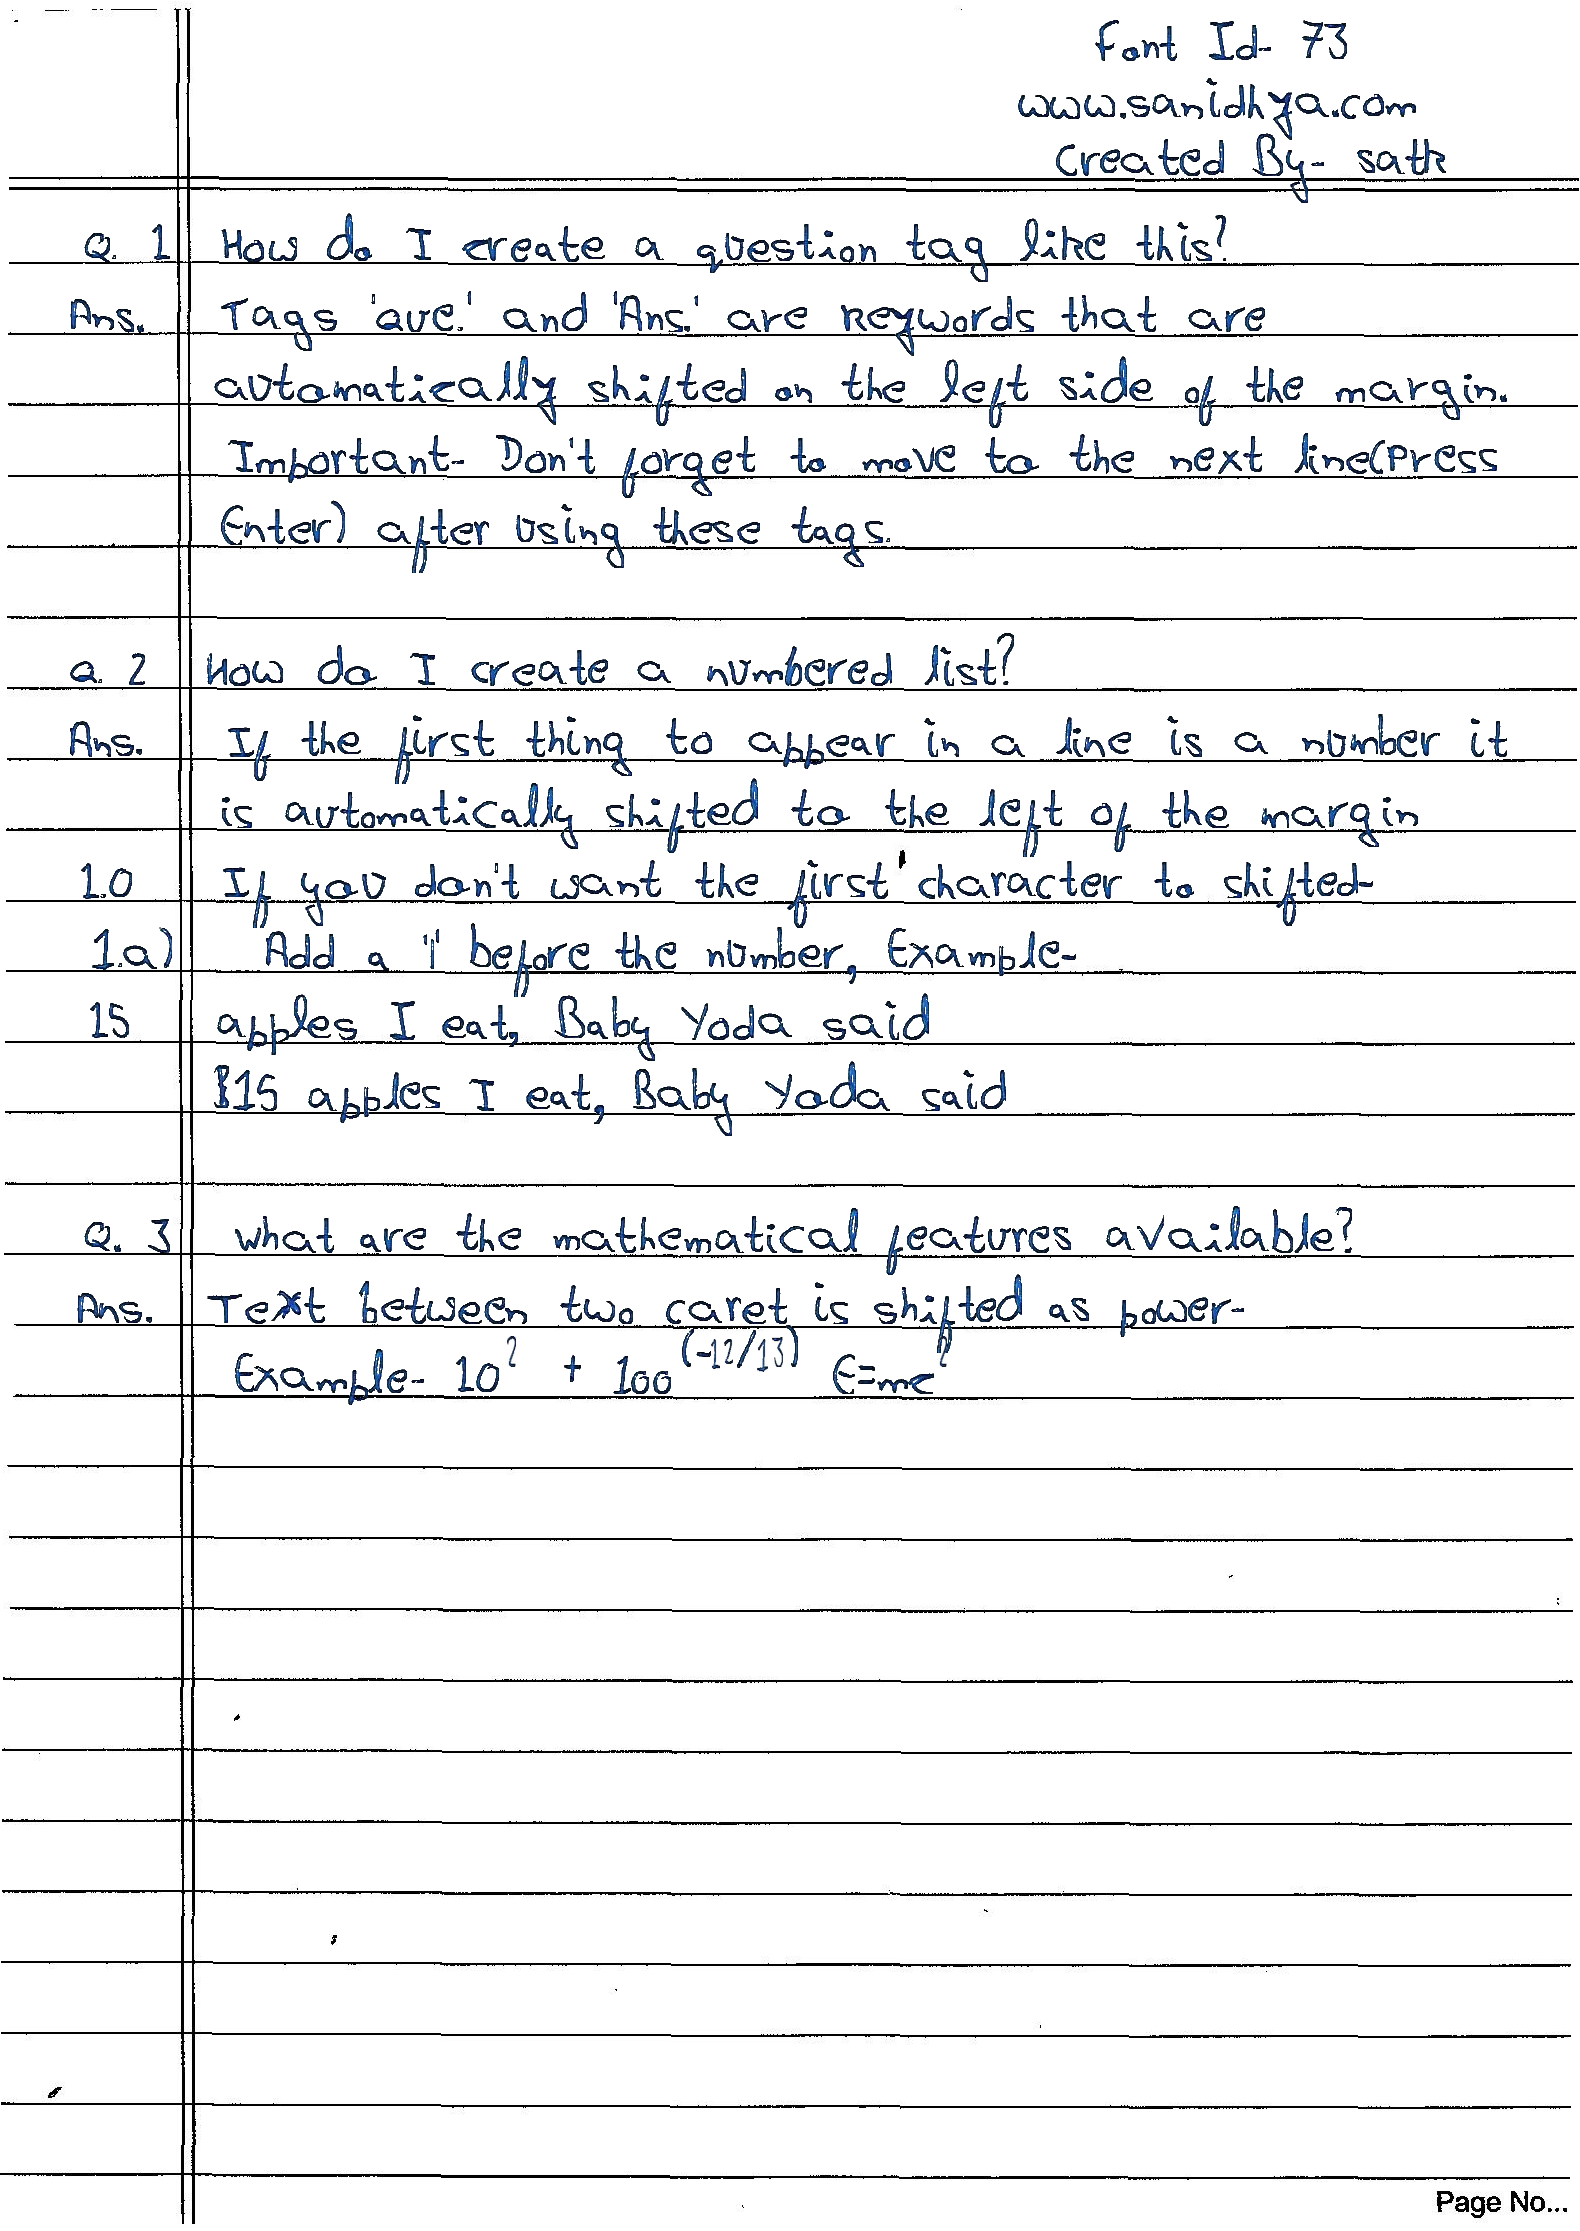 Font Id- 73
www.sanidhya.com
Created By- satk
Q. 1 How do I create a question tag like this?
Ans. Tags 'que.' and 'Ans.' are keywords that are
automatically shifted on the left side of the margin.
Important- Don't forget to move to the next line(Press
Enter) after using these tags.
Q. 2 How do I create a numbered list?
Ans. If the first thing to appear in a line is a number it
is automatically shifted to the left of the margin
1.0 If you don't want the first character to shifted-
1.a) Add a '|' before the number, Example-
15 apples I eat, Baby Yoda said
15 apples I eat, Baby Yoda said
Q. 3 what are the mathematical features available?
Ans. Text between two caret is shifted as power-
Example- 10² + 100^(-12/13) E=mc²
Page No...